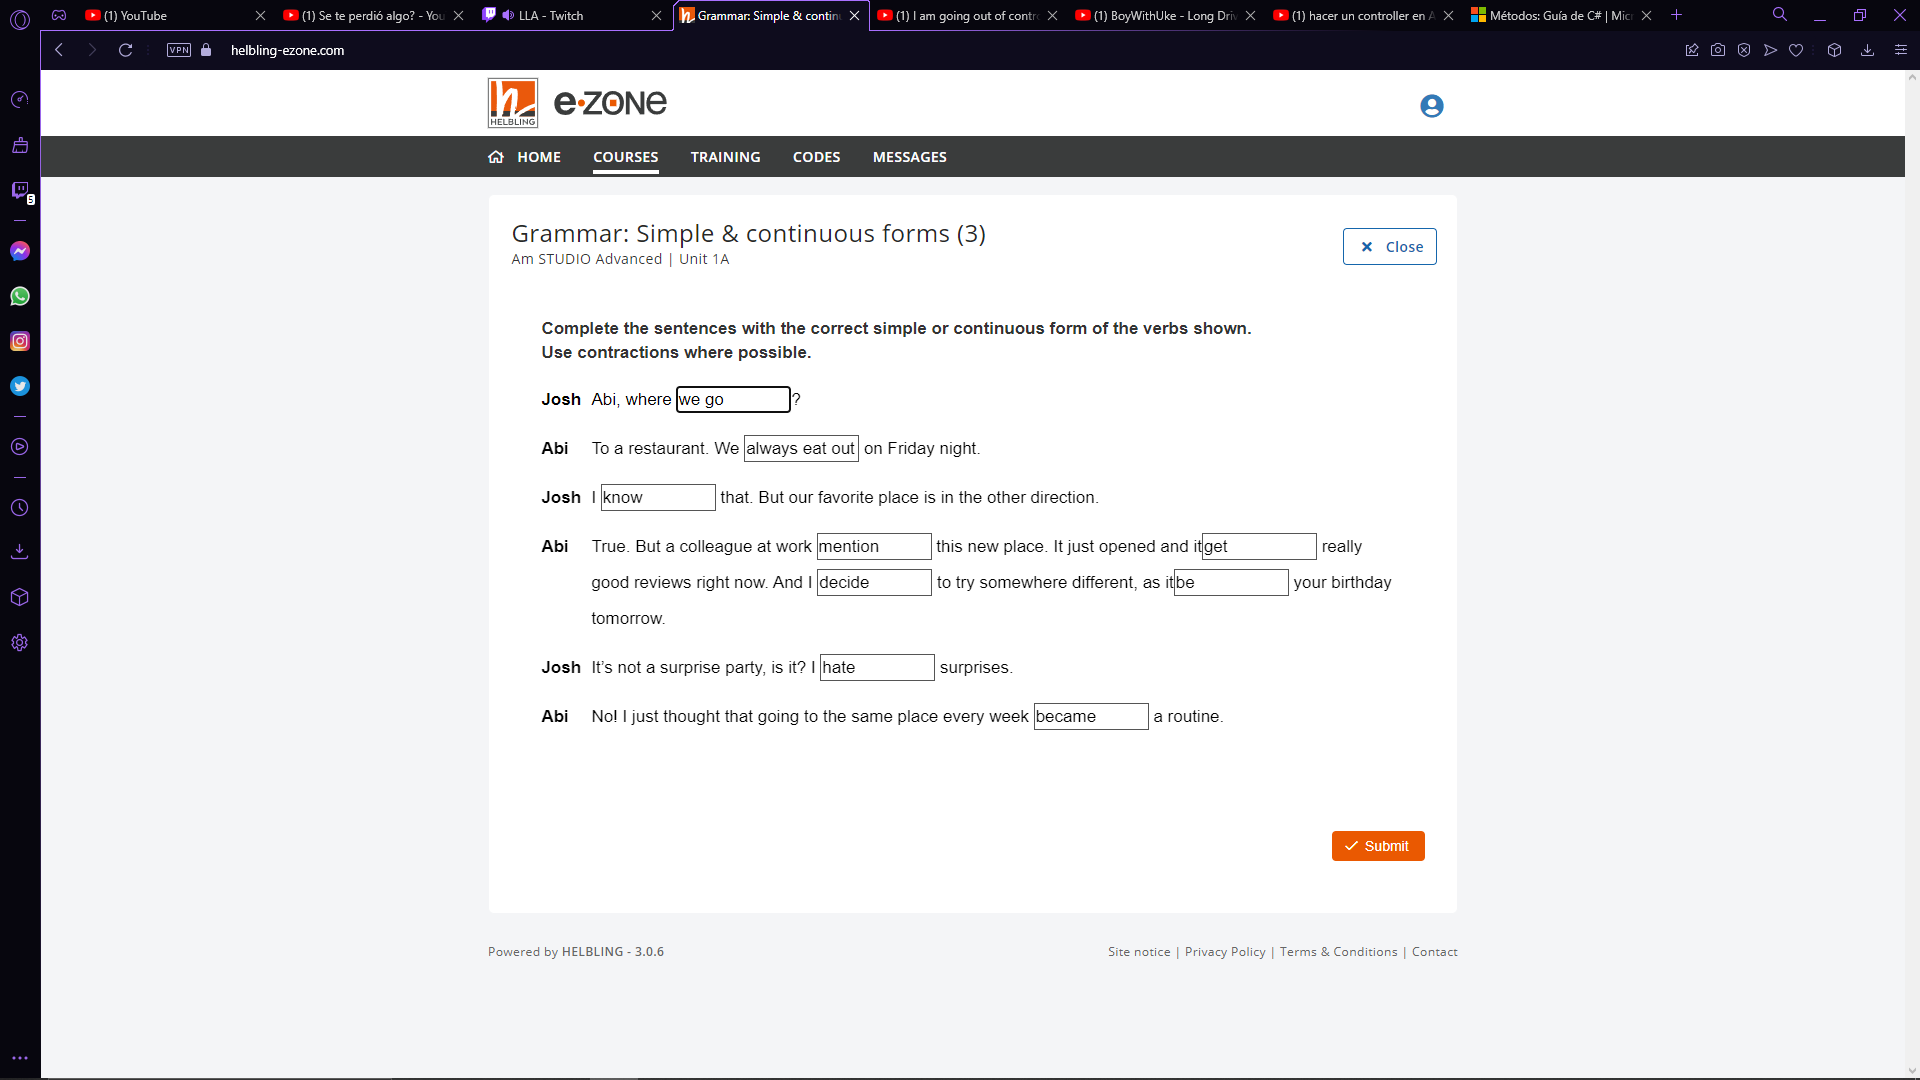 (1) YouTube
(1) Se te perdió algo? - You
LLA - Twitch
Grammar: Simple & contin
(1) I am going out of contro
(1) BoyWithUke - Long Driv
(1) hacer un controller en A
Métodos: Guía de C# | Mic
VPN
helbling-ezone.com
h
HELBLING
e·zone
HOME
COURSES
TRAINING
CODES
MESSAGES
5
Grammar: Simple & continuous forms (3)
Am STUDIO Advanced | Unit 1A
Close
Complete the sentences with the correct simple or continuous form of the verbs shown.
Use contractions where possible.
Josh Abi, where we go ?
Abi To a restaurant. We always eat out on Friday night.
Josh I know that. But our favorite place is in the other direction.
Abi True. But a colleague at work mention this new place. It just opened and it get really
good reviews right now. And I decide to try somewhere different, as it be your birthday
tomorrow.
Josh It’s not a surprise party, is it? I hate surprises.
Abi No! I just thought that going to the same place every week became a routine.
Submit
Powered by HELBLING - 3.0.6
Site notice | Privacy Policy | Terms & Conditions | Contact